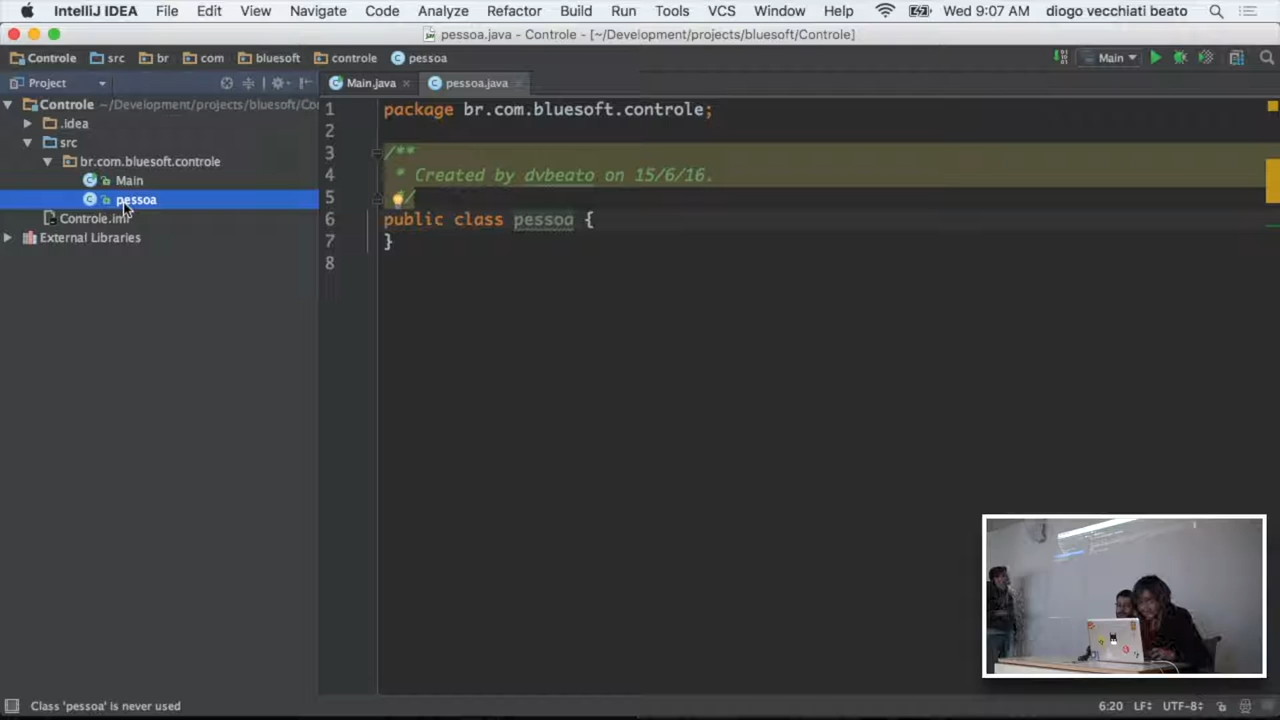 IntelliJ IDEA File Edit View Navigate Code Analyze Refactor Build Run Tools VCS Window Help Wed 9:07 AM diogo vecchiati beato
pessoa.java - Controle - [~/Development/projects/bluesoft/Controle]
Controle src br com bluesoft controle pessoa Main
Project Main.java pessoa.java
Controle ~/Development/projects/bluesoft/Co
.idea
src
br.com.bluesoft.controle
Main
pessoa
Controle.iml
External Libraries
1 package br.com.bluesoft.controle;
2
3 /**
4 * Created by dvbeato on 15/6/16.
5 */
6 public class pessoa {
7 }
8
Class 'pessoa' is never used 6:20 LF UTF-8